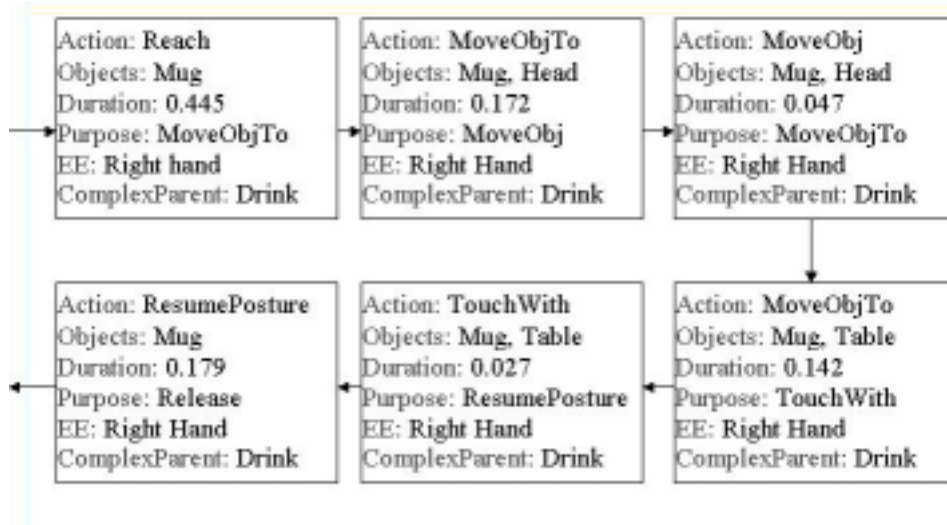 Action: Reach
Objects: Mug
Duration: 0.445
Purpose: MoveObjTo
EE: Right hand
ComplexParent: Drink
Action: MoveObjTo
Objects: Mug, Head
Duration: 0.172
Purpose: MoveObj
EE: Right Hand
ComplexParent: Drink
Action: MoveObj
Objects: Mug, Head
Duration: 0.047
Purpose: MoveObjTo
EE: Right Hand
ComplexParent: Drink
Action: MoveObjTo
Objects: Mug, Table
Duration: 0.142
Purpose: TouchWith
EE: Right Hand
ComplexParent: Drink
Action: TouchWith
Objects: Mug, Table
Duration: 0.027
Purpose: ResumePosture
EE: Right Hand
ComplexParent: Drink
Action: ResumePosture
Objects: Mug
Duration: 0.179
Purpose: Release
EE: Right Hand
ComplexParent: Drink